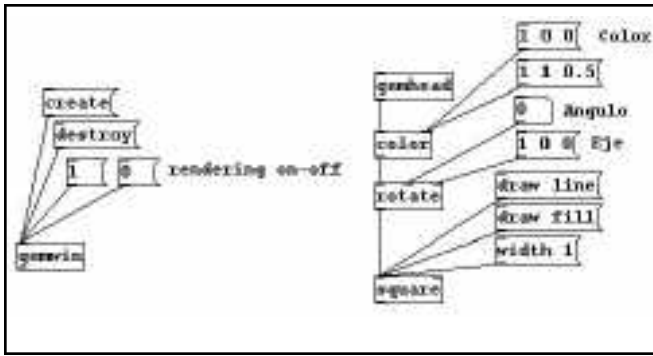 create
destroy
1 0 rendering on-off
gemwin
1 0 0 Color
1 1 0.5
gemhead
0 Angulo
color
1 0 0 Eje
rotate
draw line
draw fill
width 1
square